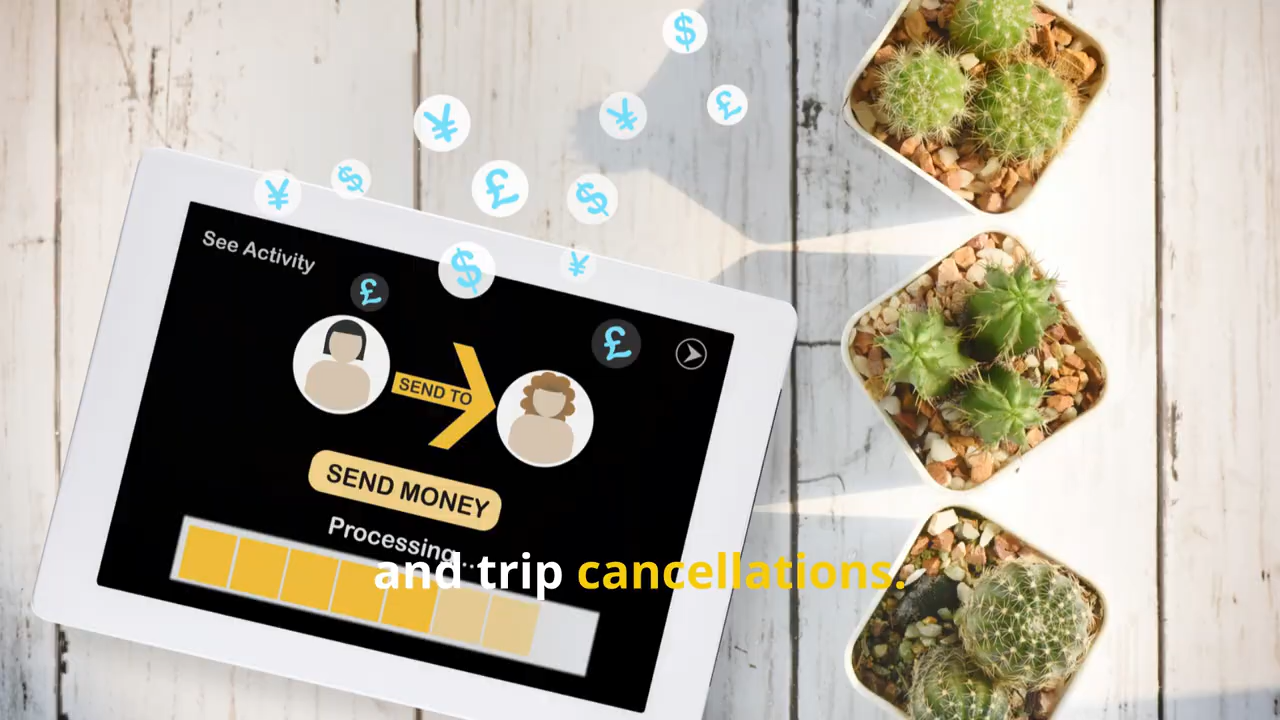 $
¥
¥
£
¥
$
£
$
$
¥
See Activity
£
£
SEND TO
SEND MONEY
Processing...
and trip cancellations.